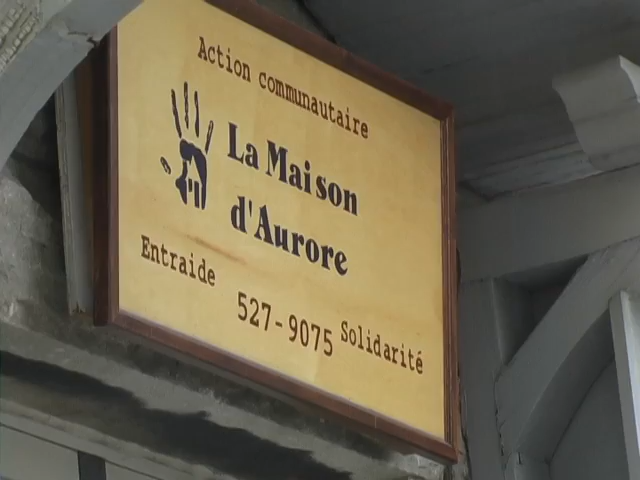 Action communautaire
La Maison
d'Aurore
Entraide
527-9075
Solidarité